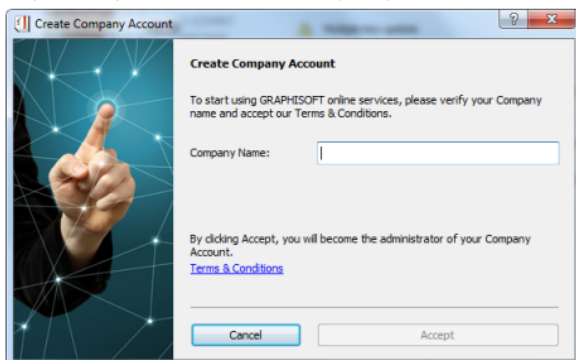 Create Company Account
Create Company Account
To start using GRAPHISOFT online services, please verify your Company
name and accept our Terms & Conditions.
Company Name:
By clicking Accept, you will become the administrator of your Company
Account.
Terms & Conditions
Cancel
Accept